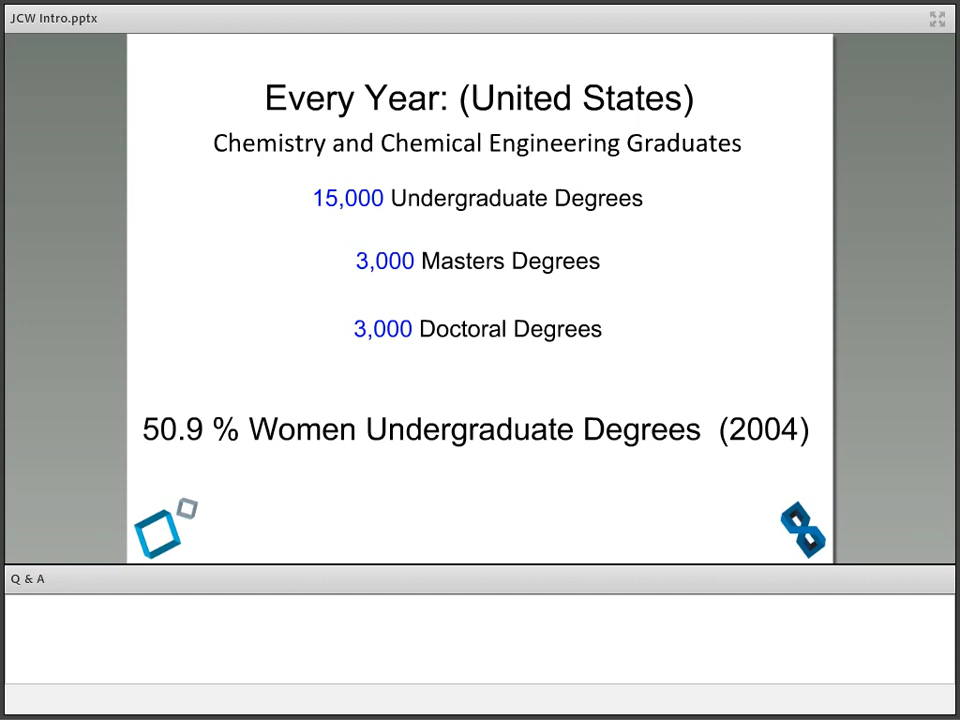 JCW Intro.pptx
Every Year: (United States)
Chemistry and Chemical Engineering Graduates
15,000 Undergraduate Degrees
3,000 Masters Degrees
3,000 Doctoral Degrees
50.9 % Women Undergraduate Degrees (2004)
Q & A